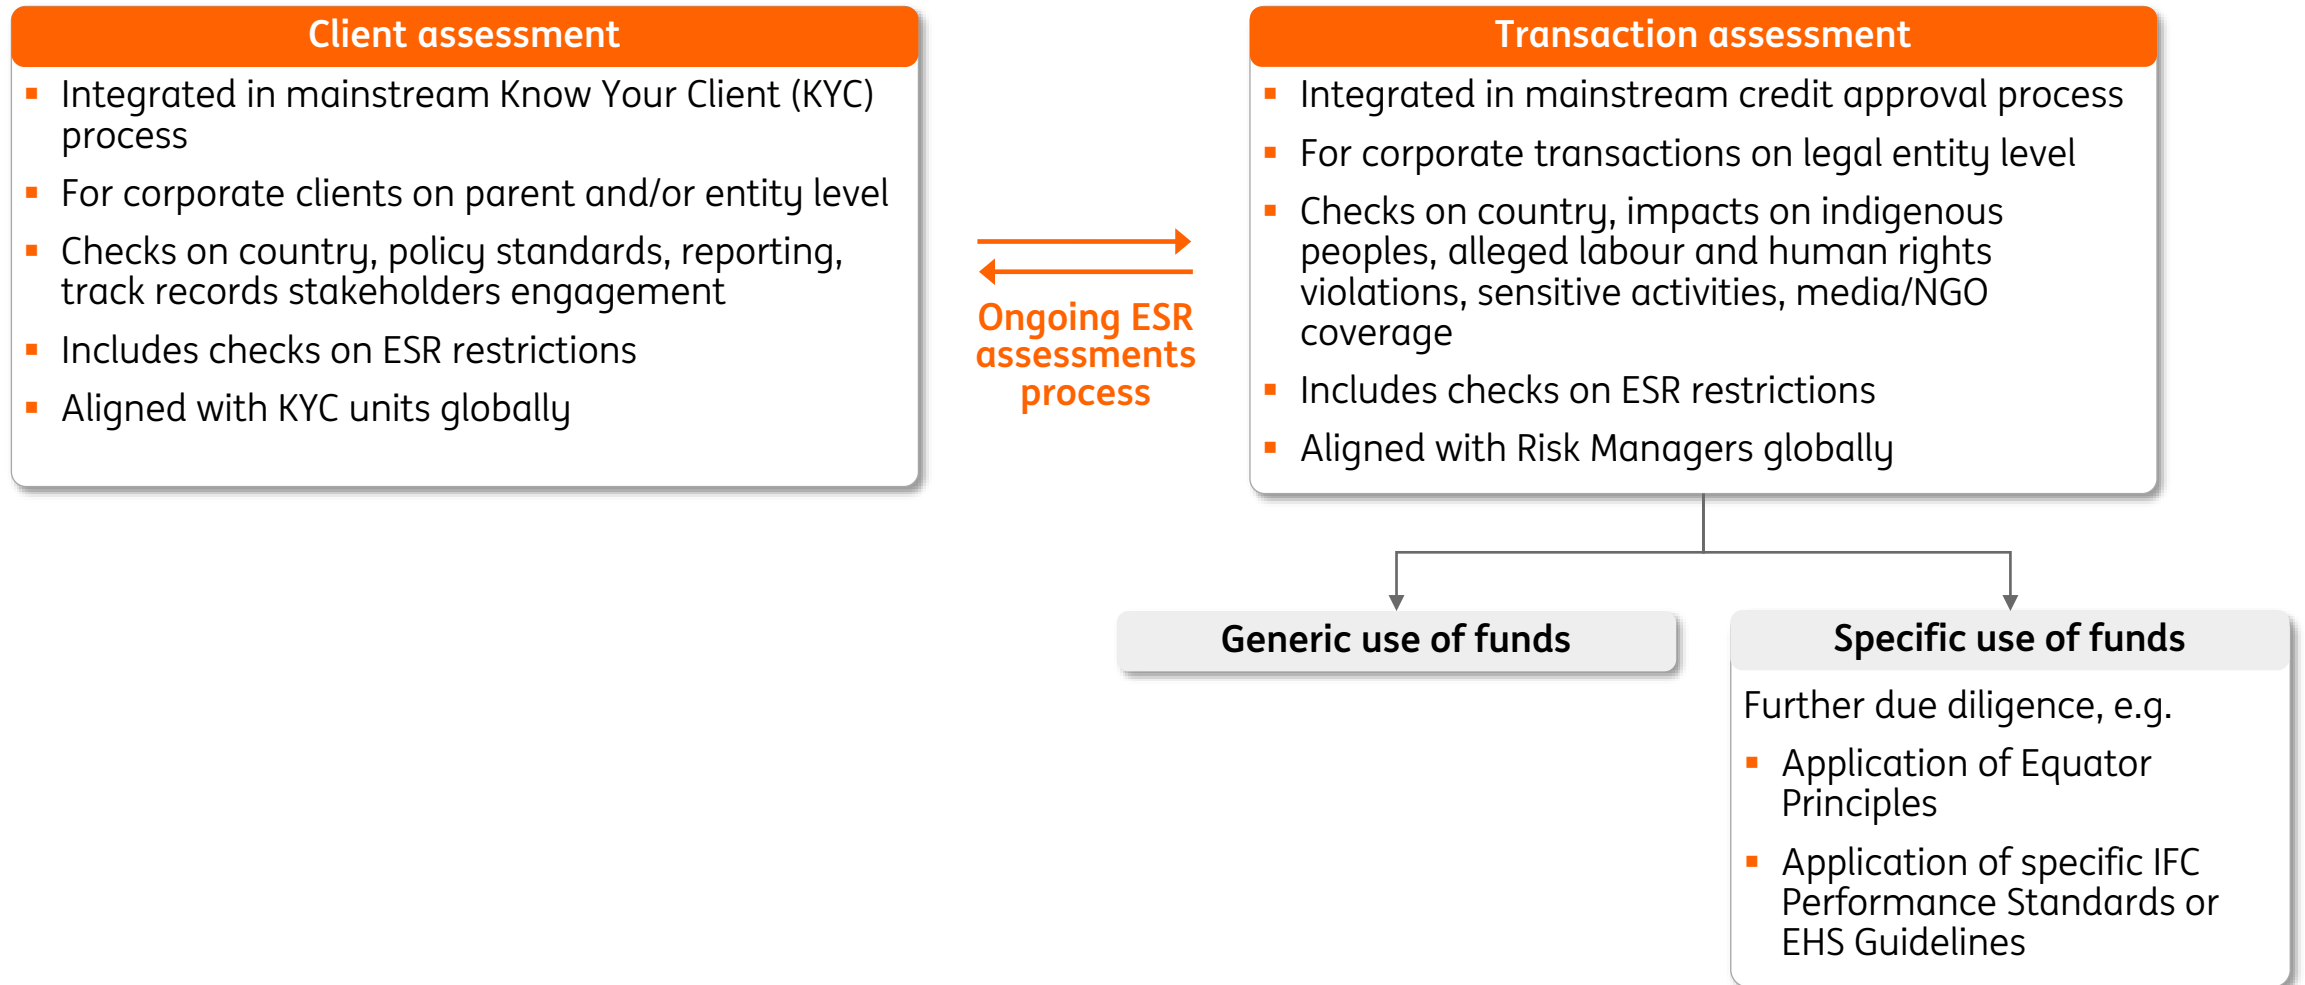 Client assessment
▪ Integrated in mainstream Know Your Client (KYC)
process
▪ For corporate clients on parent and/or entity level
▪ Checks on country, policy standards, reporting,
track records stakeholders engagement
▪ Includes checks on ESR restrictions
▪ Aligned with KYC units globally
Ongoing ESR
assessments
process
Transaction assessment
▪ Integrated in mainstream credit approval process
▪ For corporate transactions on legal entity level
▪ Checks on country, impacts on indigenous
peoples, alleged labour and human rights
violations, sensitive activities, media/NGO
coverage
▪ Includes checks on ESR restrictions
▪ Aligned with Risk Managers globally
Generic use of funds
Specific use of funds
Further due diligence, e.g.
▪ Application of Equator
Principles
▪ Application of specific IFC
Performance Standards or
EHS Guidelines